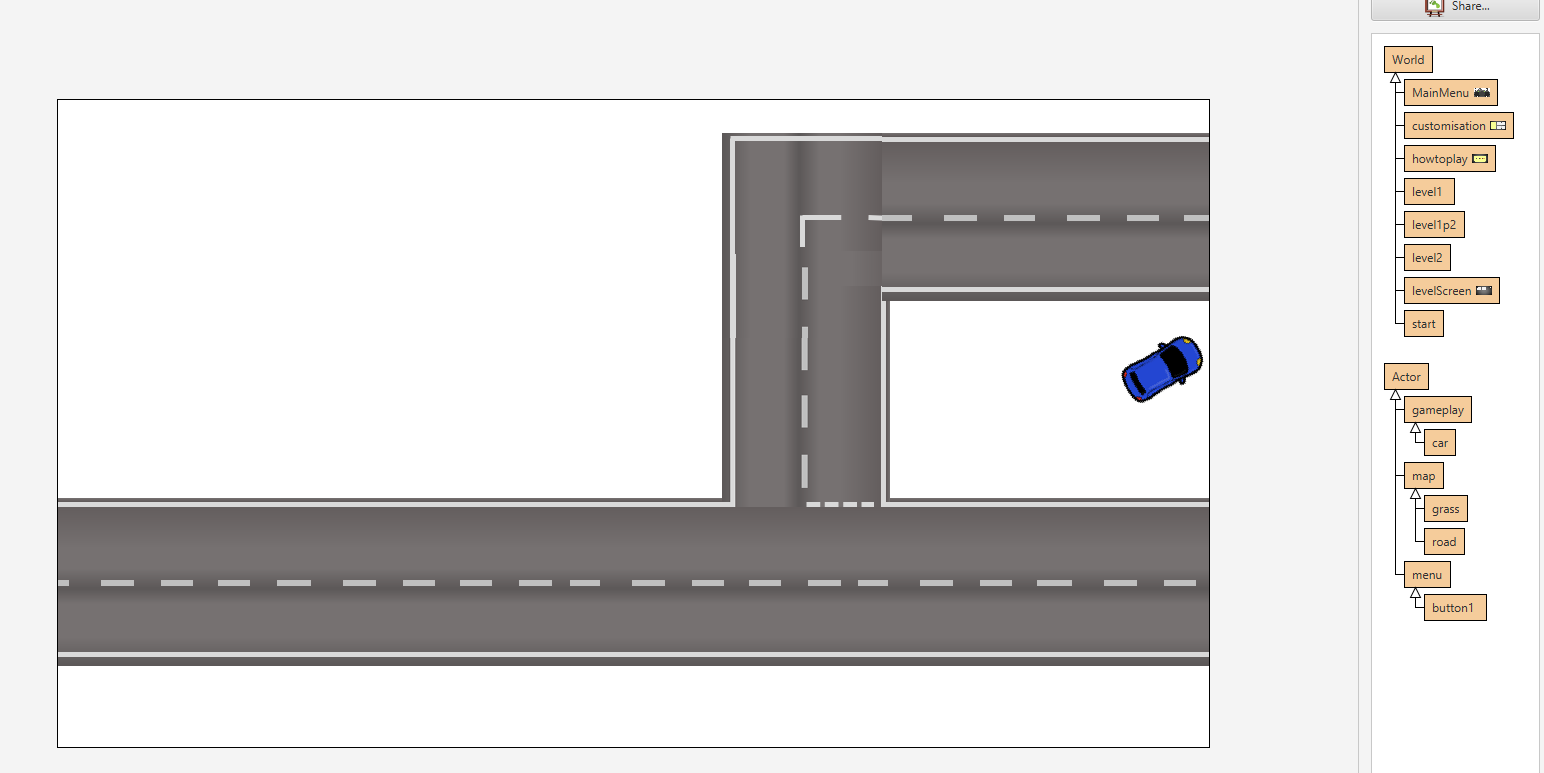 Share...
World
MainMenu
customisation
howtoplay
level1
level1p2
level2
levelScreen
start
Actor
gameplay
car
map
grass
road
menu
button1